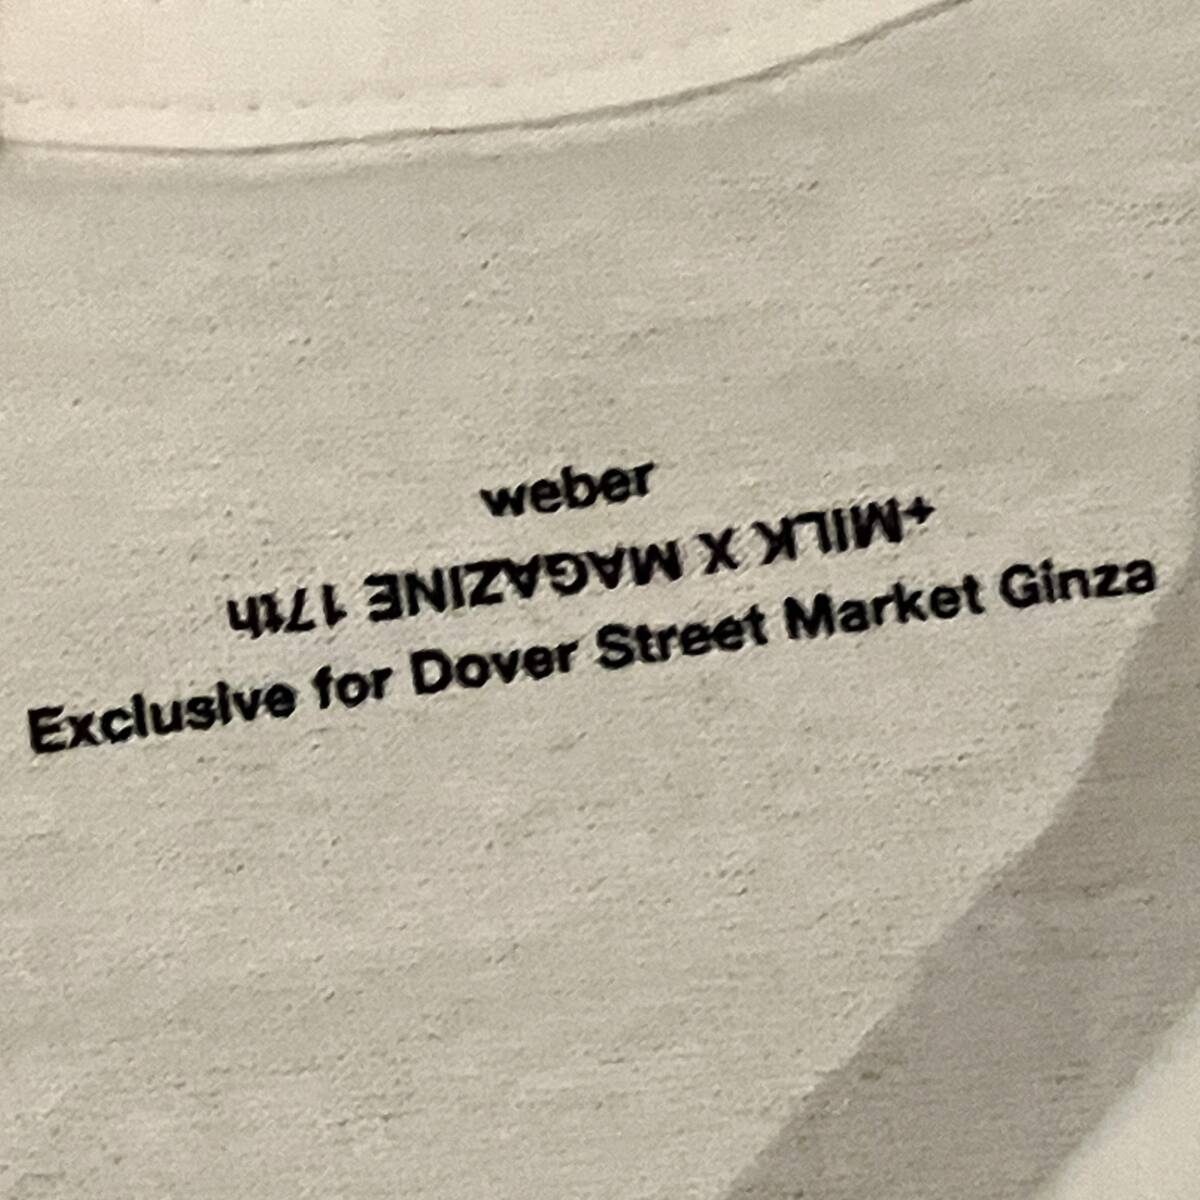 weber
+MILK X MAGAZINE 17th
Exclusive for Dover Street Market Ginza